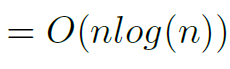 = O(nlog(n))